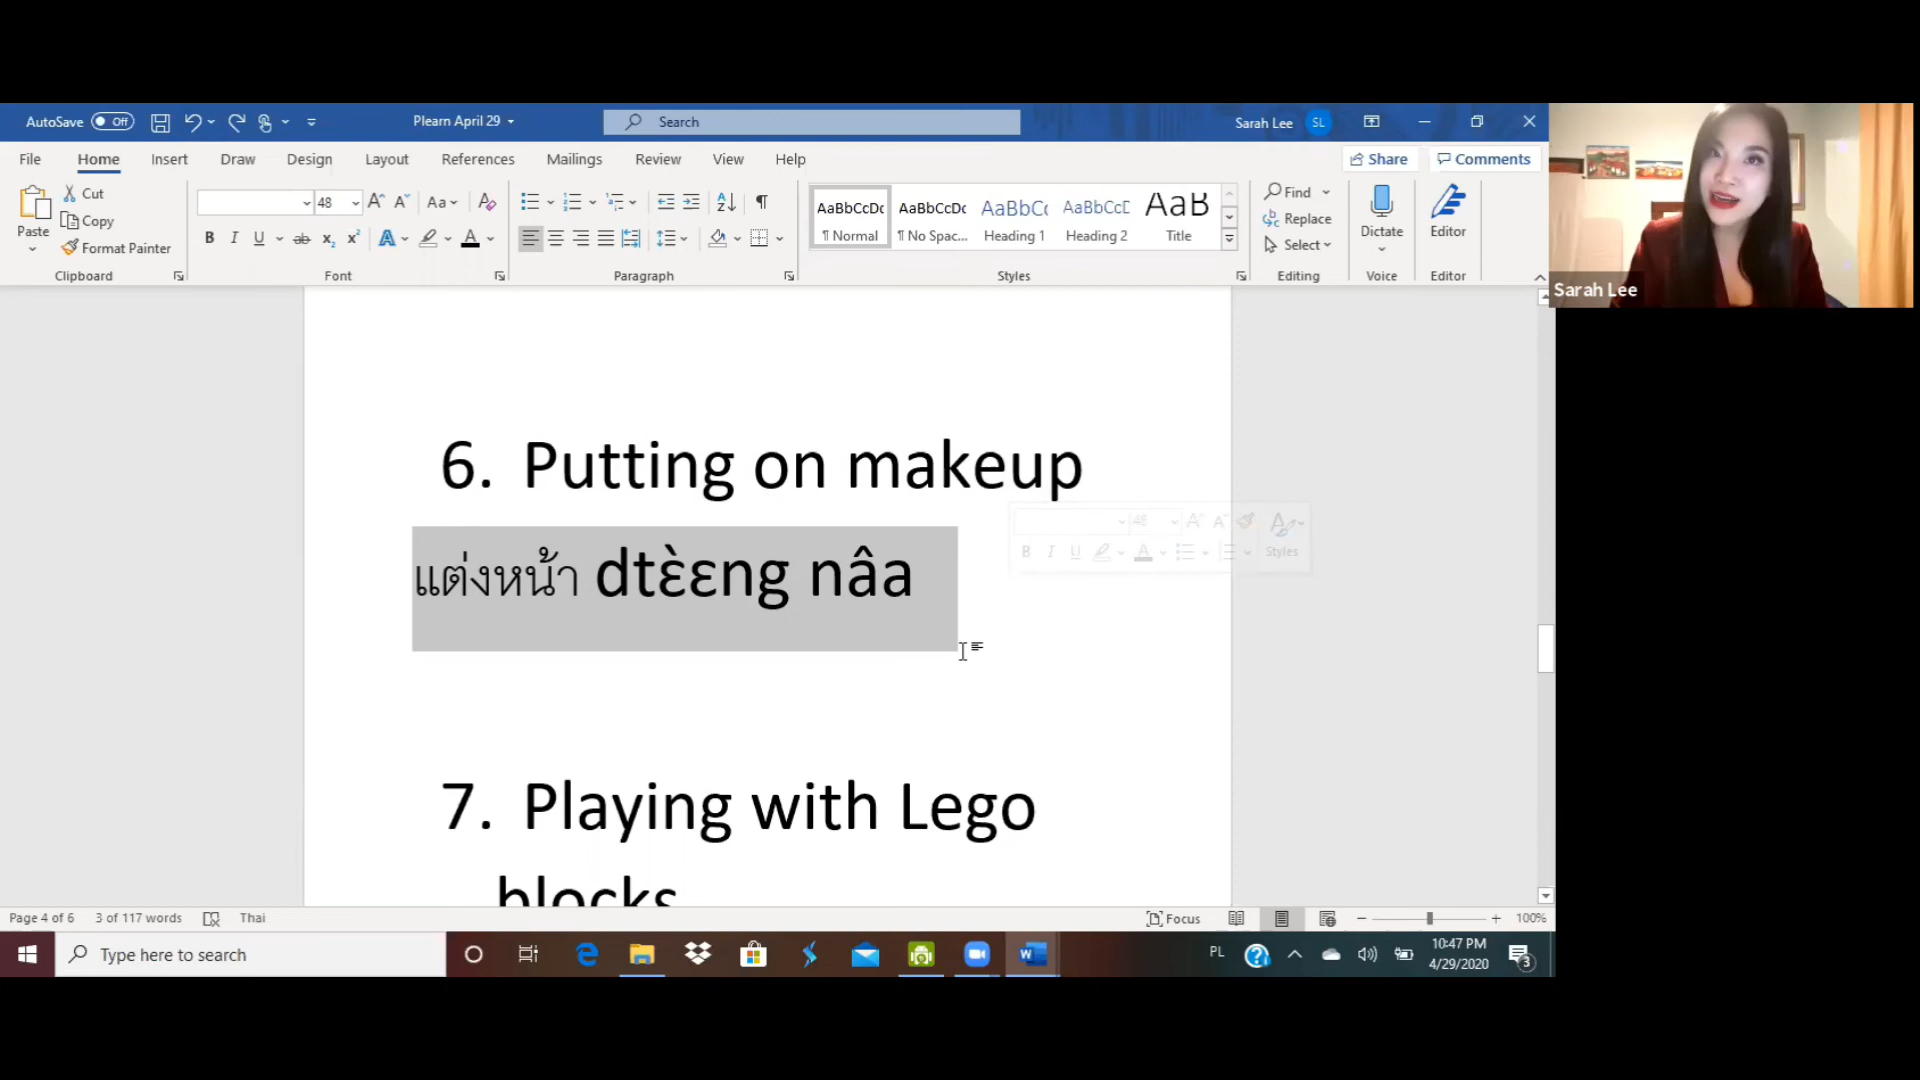 AutoSave Off Plearn April 29 Search Sarah Lee SL
File Home Insert Draw Design Layout References Mailings Review View Help Share Comments
Paste Cut Copy Format Painter
48
AaBbCcDc AaBbCcDc AaBbCc AaBbCcD AaB
¶ Normal ¶ No Spac... Heading 1 Heading 2 Title
Find Replace Select
Dictate Editor
Clipboard Font Paragraph Styles Editing Voice Editor
Sarah Lee
6. Putting on makeup
48 Styles
แต่งหน้า dtɛ̀ɛng nâa
7. Playing with Lego
blocks
Page 4 of 6 3 of 117 words Thai Focus 100%
Type here to search PL 10:47 PM
4/29/2020 3